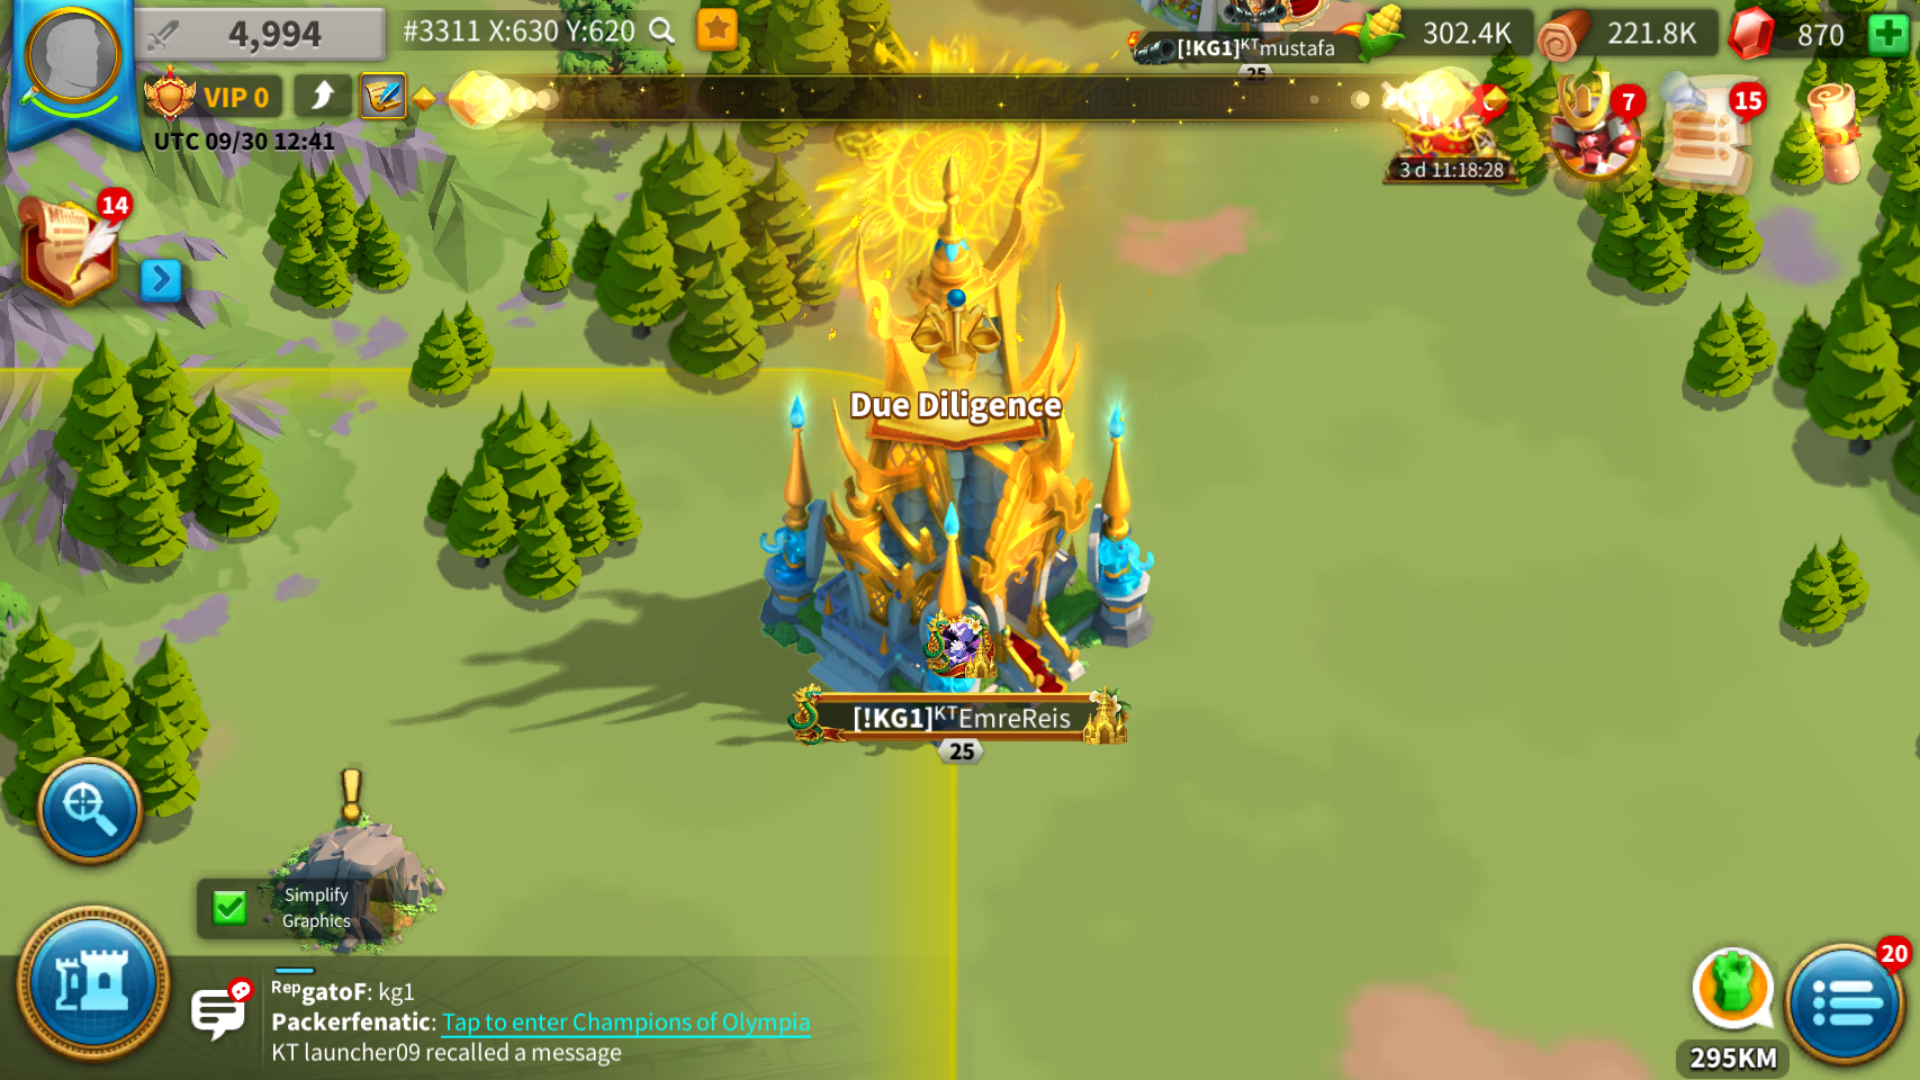 4,994
#3311 X:630 Y:620
[!KG1]KTmustafa
25
302.4K
221.8K
870
VIP 0
UTC 09/30 12:41
3 d 11:18:28
7
15
Mission
14
Due Diligence
[!KG1]KTEmreReis
25
Simplify
Graphics
RepgatoF: kg1
Packerfenatic: Tap to enter Champions of Olympia
KT launcher09 recalled a message
20
295KM